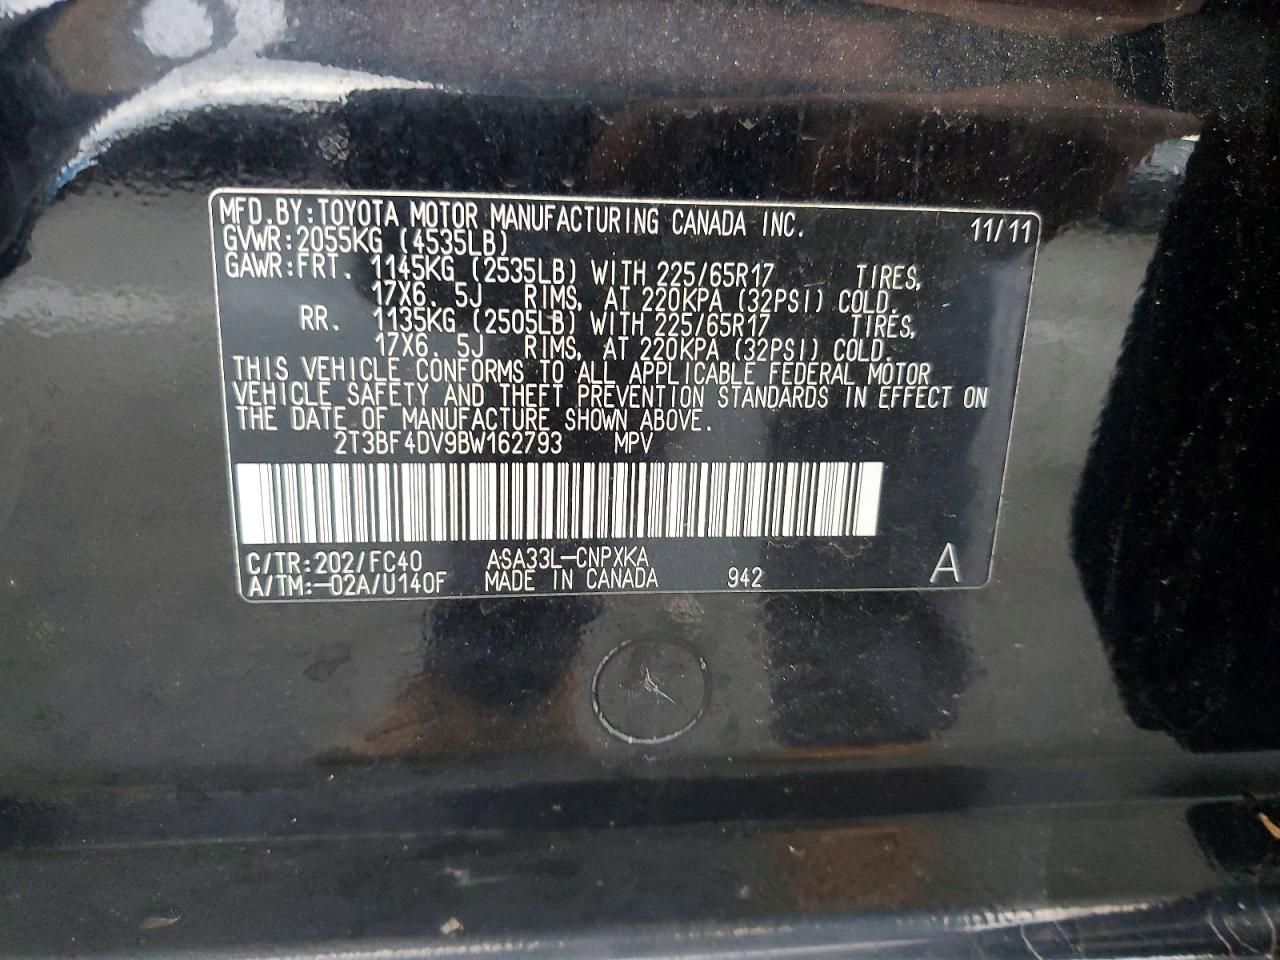 MFD.BY:TOYOTA MOTOR MANUFACTURING CANADA INC. 11/11
GVWR:2055KG (4535LB)
GAWR:FRT. 1145KG (2535LB) WITH 225/65R17 TIRES,
17X6. 5J RIMS, AT 220KPA (32PSI) COLD.
RR. 1135KG (2505LB) WITH 225/65R17 TIRES,
17X6. 5J RIMS, AT 220KPA (32PSI) COLD.
THIS VEHICLE CONFORMS TO ALL APPLICABLE FEDERAL MOTOR
VEHICLE SAFETY AND THEFT PREVENTION STANDARDS IN EFFECT ON
THE DATE OF MANUFACTURE SHOWN ABOVE.
2T3BF4DV9BW162793 MPV
C/TR:202/FC40 ASA33L-CNPXKA A
A/TM:-02A/U140F MADE IN CANADA 942